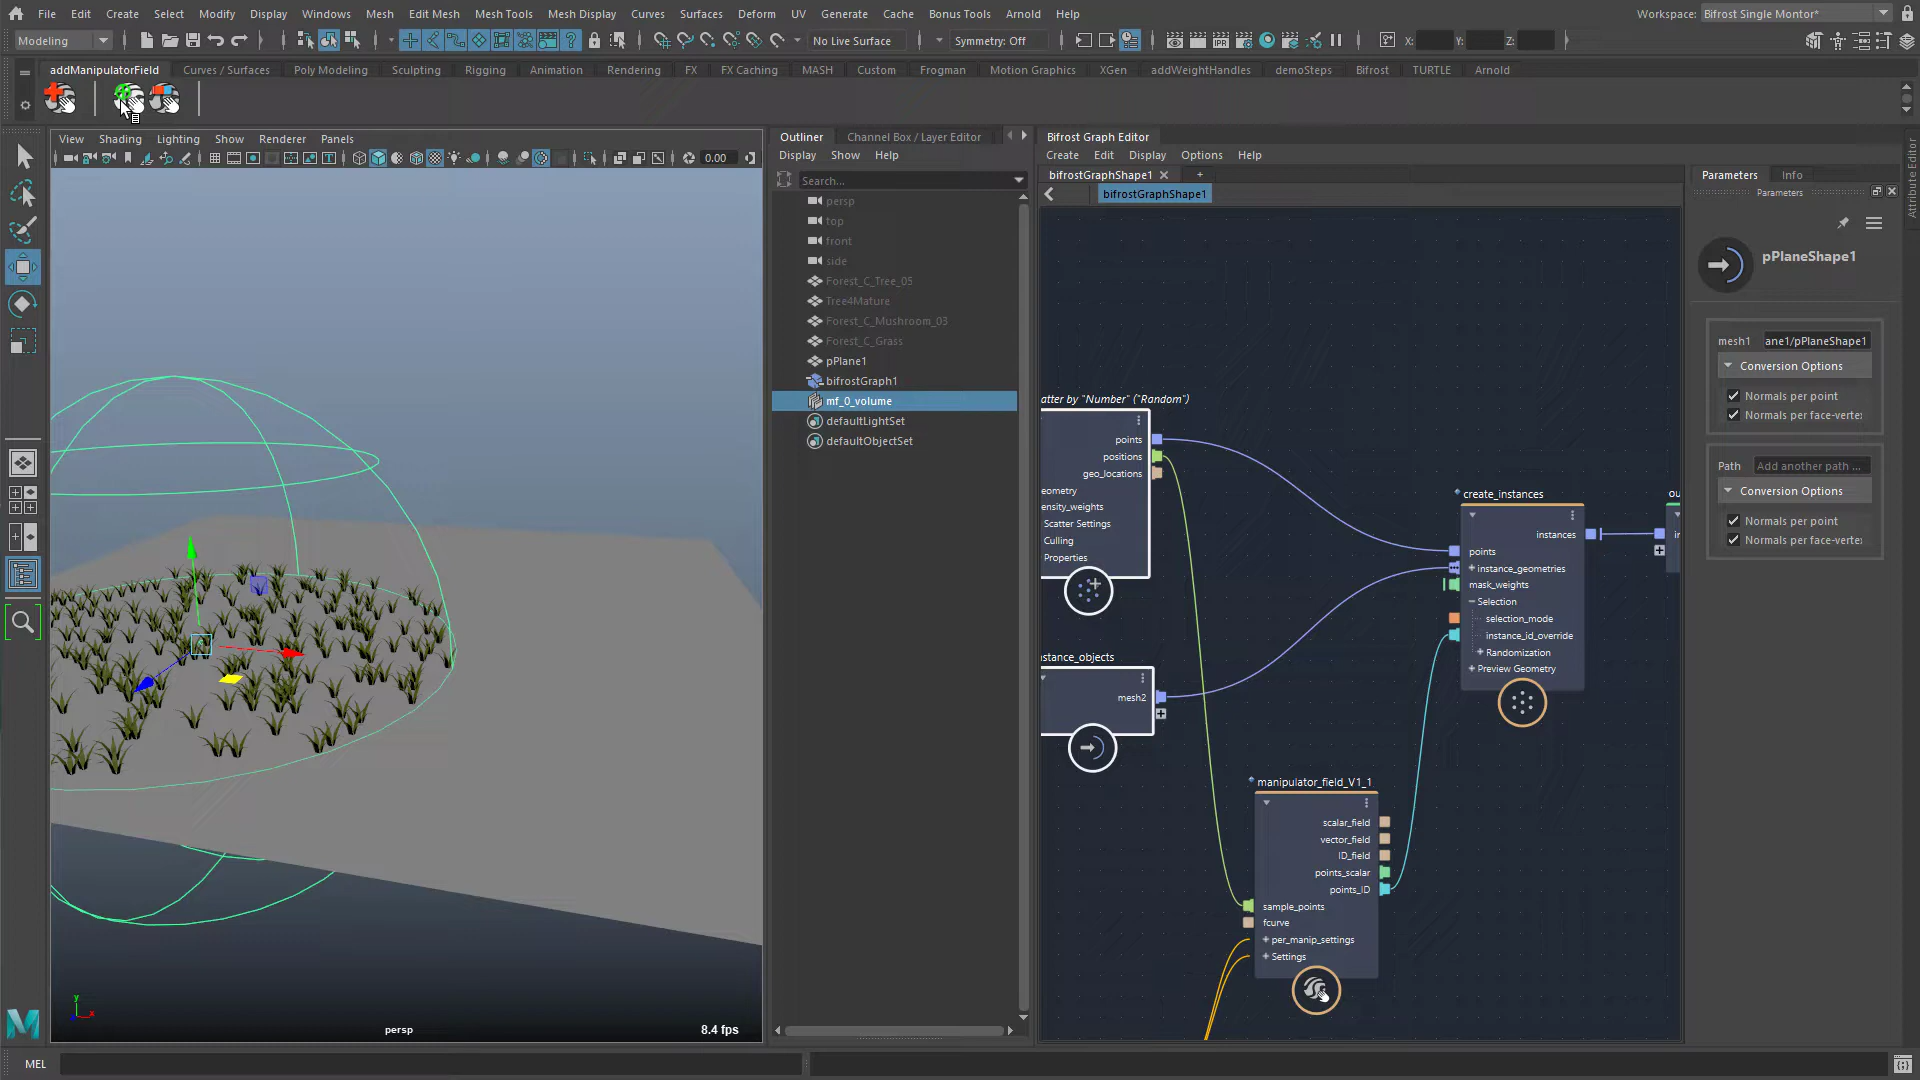 File Edit Create Select Modify Display Windows Mesh Edit Mesh Mesh Tools Mesh Display Curves Surfaces Deform UV Generate Cache Bonus Tools Arnold Help
Workspace: Bifrost Single Montor*
Modeling
No Live Surface
Symmetry: Off
X: Y: Z:
addManipulatorField Curves / Surfaces Poly Modeling Sculpting Rigging Animation Rendering FX FX Caching MASH Custom Frogman Motion Graphics XGen addWeightHandles demoSteps Bifrost TURTLE Arnold
View Shading Lighting Show Renderer Panels
0.00
persp
8.4 fps
y
x
Outliner Channel Box / Layer Editor
Display Show Help
Search...
persp
top
front
side
Forest_C_Tree_05
Tree4Mature
Forest_C_Mushroom_03
Forest_C_Grass
pPlane1
bifrostGraph1
mf_0_volume
defaultLightSet
defaultObjectSet
Bifrost Graph Editor
Create Edit Display Options Help
bifrostGraphShape1
bifrostGraphShape1
atter by "Number" ("Random")
points
positions
geo_locations
eometry
ensity_weights
Scatter Settings
Culling
Properties
nstance_objects
mesh2
create_instances
instances
points
instance_geometries
mask_weights
Selection
selection_mode
instance_id_override
Randomization
Preview Geometry
ou
in
manipulator_field_V1_1
scalar_field
vector_field
ID_field
points_scalar
points_ID
sample_points
fcurve
per_manip_settings
Settings
Parameters Info
Parameters
pPlaneShape1
mesh1 ane1/pPlaneShape1
Conversion Options
Normals per point
Normals per face-verte:
Path Add another path ...
Conversion Options
Normals per point
Normals per face-verte:
Attribute Editor
MEL